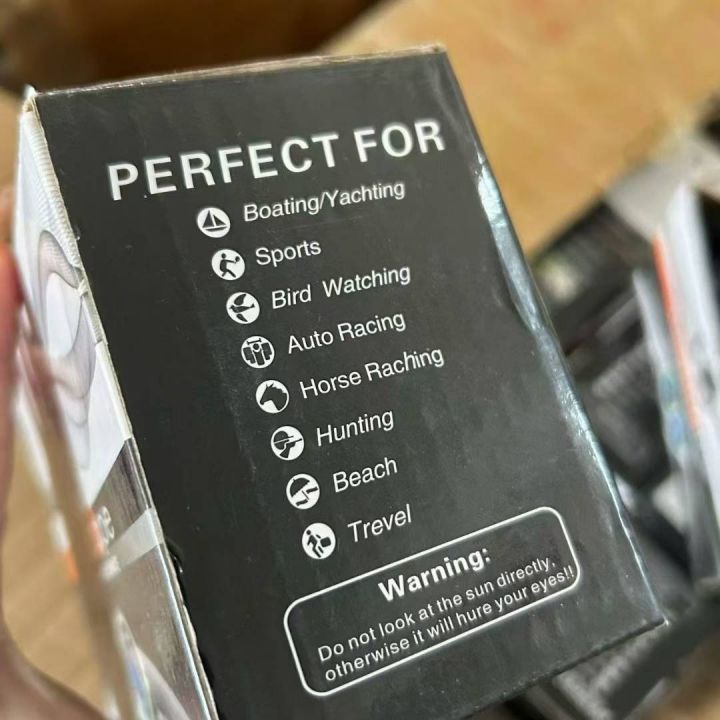 PERFECT FOR
Boating/Yachting
Sports
Bird Watching
Auto Racing
Horse Raching
Hunting
Beach
Trevel
Warning:
Do not look at the sun directly,
otherwise it will hure your eyes!!